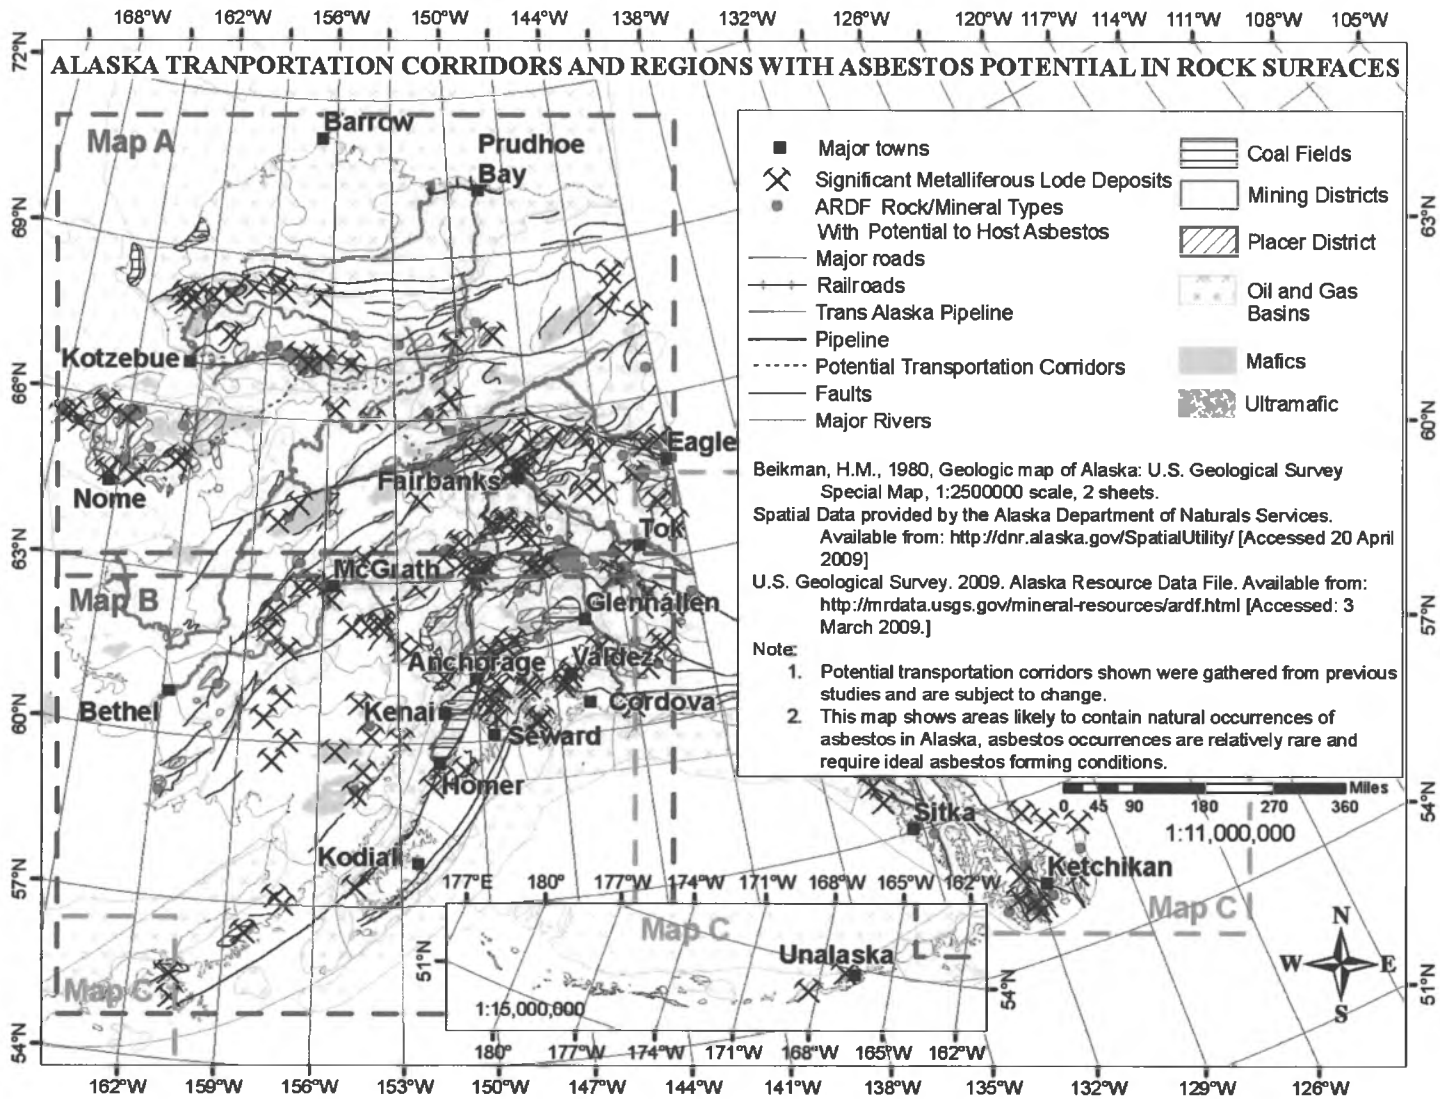 168°W 162°W 156°W 150°W 144°W 138°W 132°W 126°W 120°W 117°W 114°W 111°W 108°W 105°W
72°N
ALASKA TRANPORTATION CORRIDORS AND REGIONS WITH ASBESTOS POTENTIAL IN ROCK SURFACES
Map A
Barrow
Prudhoe
Bay
69°N
Kotzebue
66°N
Eagle
Fairbanks
Nome
Tok
63°N
McGrath
Map B
Glennallen
Anchorage
Valdez
Bethel
60°N
Kenai
Cordova
Seward
Homer
Kodiak
57°N
Map C
54°N
Major towns
Significant Metalliferous Lode Deposits
ARDF Rock/Mineral Types
With Potential to Host Asbestos
Major roads
Railroads
Trans Alaska Pipeline
Pipeline
Potential Transportation Corridors
Faults
Major Rivers
Coal Fields
Mining Districts
Placer District
Oil and Gas
Basins
Mafics
Ultramafic
63°N
60°N
57°N
54°N
51°N
Beikman, H.M., 1980, Geologic map of Alaska: U.S. Geological Survey
Special Map, 1:2500000 scale, 2 sheets.
Spatial Data provided by the Alaska Department of Naturals Services.
Available from: http://dnr.alaska.gov/SpatialUtility/ [Accessed 20 April
2009]
U.S. Geological Survey. 2009. Alaska Resource Data File. Available from:
http://mrdata.usgs.gov/mineral-resources/ardf.html [Accessed: 3
March 2009.]
Note:
1. Potential transportation corridors shown were gathered from previous
studies and are subject to change.
2. This map shows areas likely to contain natural occurrences of
asbestos in Alaska, asbestos occurrences are relatively rare and
require ideal asbestos forming conditions.
Miles
0 45 90 180 270 360
1:11,000,000
Sitka
Ketchikan
Map C
N
W E
S
177°E 180° 177°W 174°W 171°W 168°W 165°W 162°W
Map C
Unalaska
51°N
54°N
1:15,000,000
180° 177°W 174°W 171°W 168°W 165°W 162°W
162°W 159°W 156°W 153°W 150°W 147°W 144°W 141°W 138°W 135°W 132°W 129°W 126°W